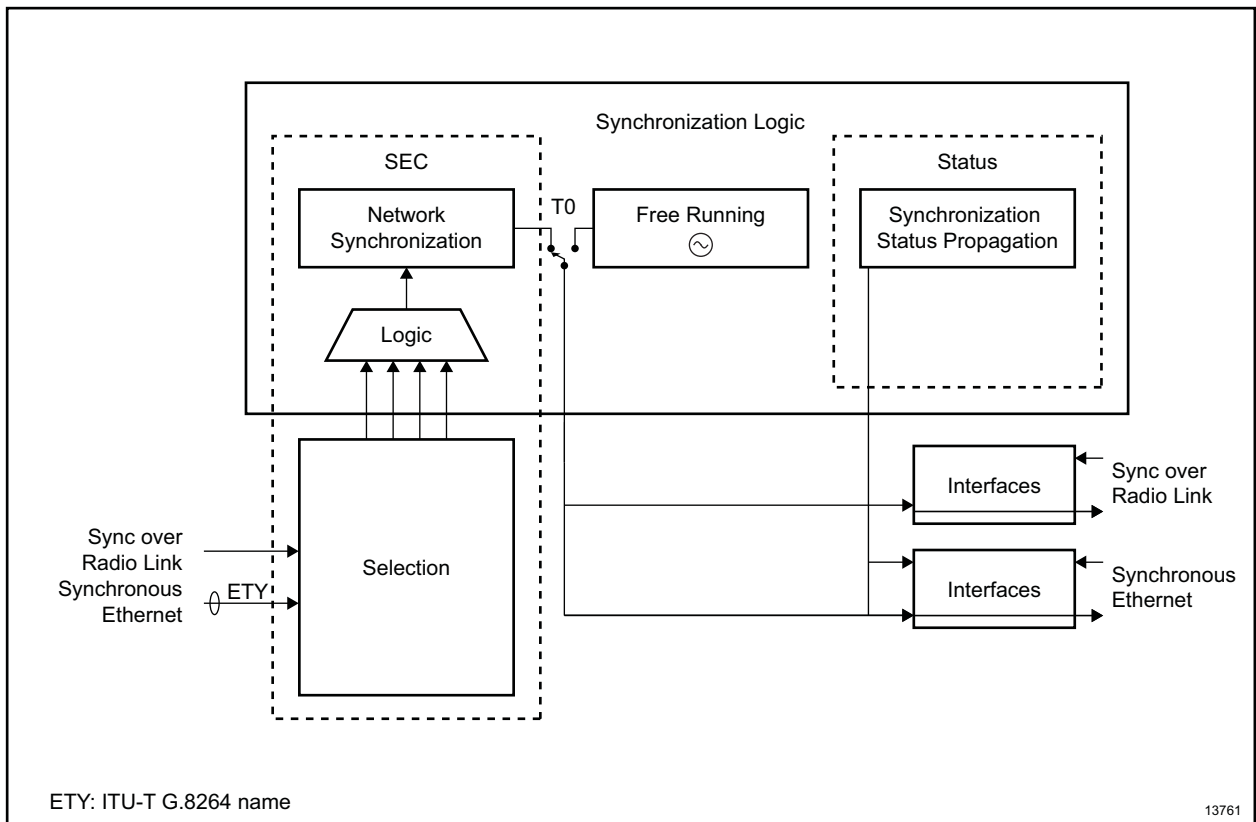 Synchronization Logic
SEC
Status
Network
Synchronization
T0
Free Running
Synchronization
Status Propagation
Logic
Selection
Sync over
Radio Link
Synchronous
Ethernet
ETY
Interfaces
Sync over
Radio Link
Interfaces
Synchronous
Ethernet
ETY: ITU-T G.8264 name
13761